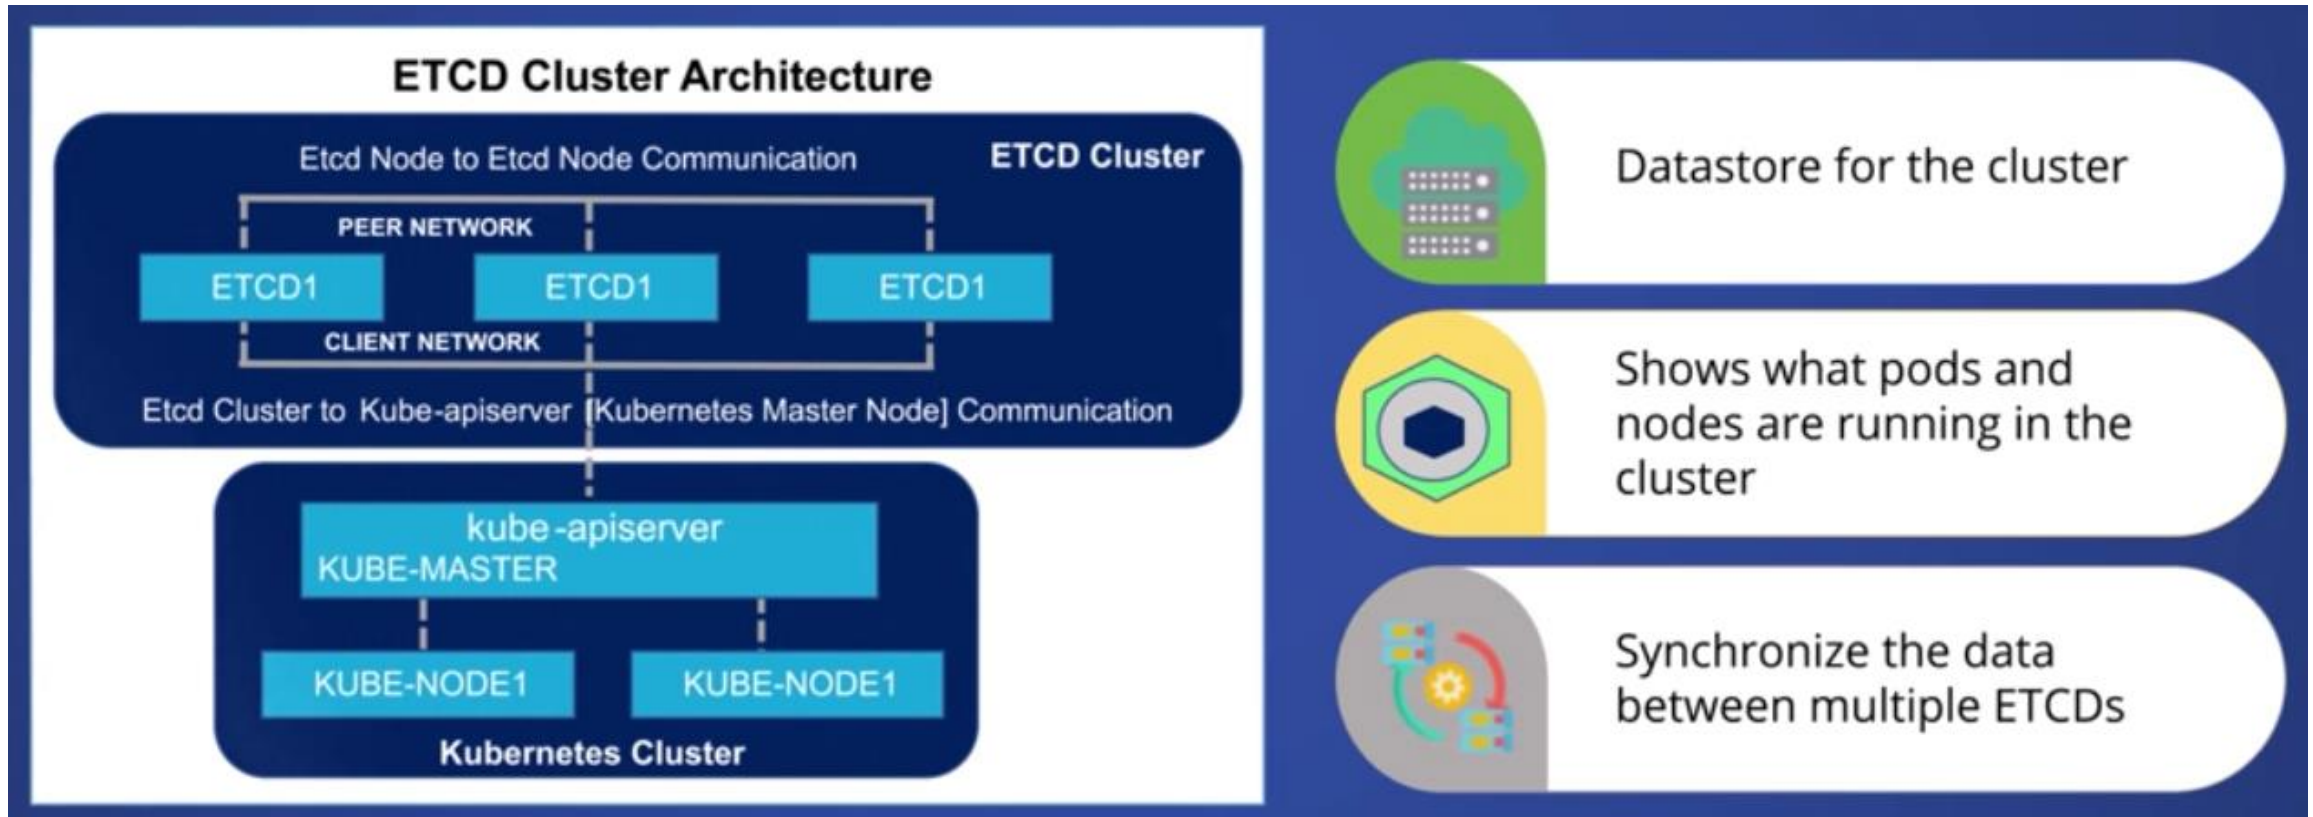 ETCD Cluster Architecture
Etcd Node to Etcd Node Communication
ETCD Cluster
PEER NETWORK
ETCD1
ETCD1
ETCD1
CLIENT NETWORK
Etcd Cluster to Kube-apiserver [Kubernetes Master Node] Communication
kube-apiserver
KUBE-MASTER
KUBE-NODE1
KUBE-NODE1
Kubernetes Cluster
Datastore for the cluster
Shows what pods and
nodes are running in the
cluster
Synchronize the data
between multiple ETCDs